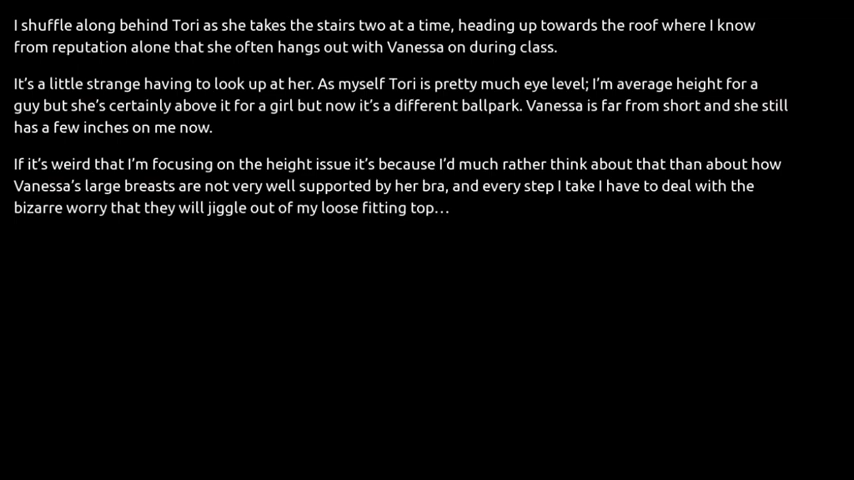 I shuffle along behind Tori as she takes the stairs two at a time, heading up towards the roof where I know
from reputation alone that she often hangs out with Vanessa on during class.
It's a little strange having to look up at her. As myself Tori is pretty much eye level; I'm average height for a
guy but she's certainly above it for a girl but now it's a different ballpark. Vanessa is far from short and she still
has a few inches on me now.
If it's weird that I'm focusing on the height issue it's because I'd much rather think about that than about how
Vanessa's large breasts are not very well supported by her bra, and every step I take I have to deal with the
bizarre worry that they will jiggle out of my loose fitting top…